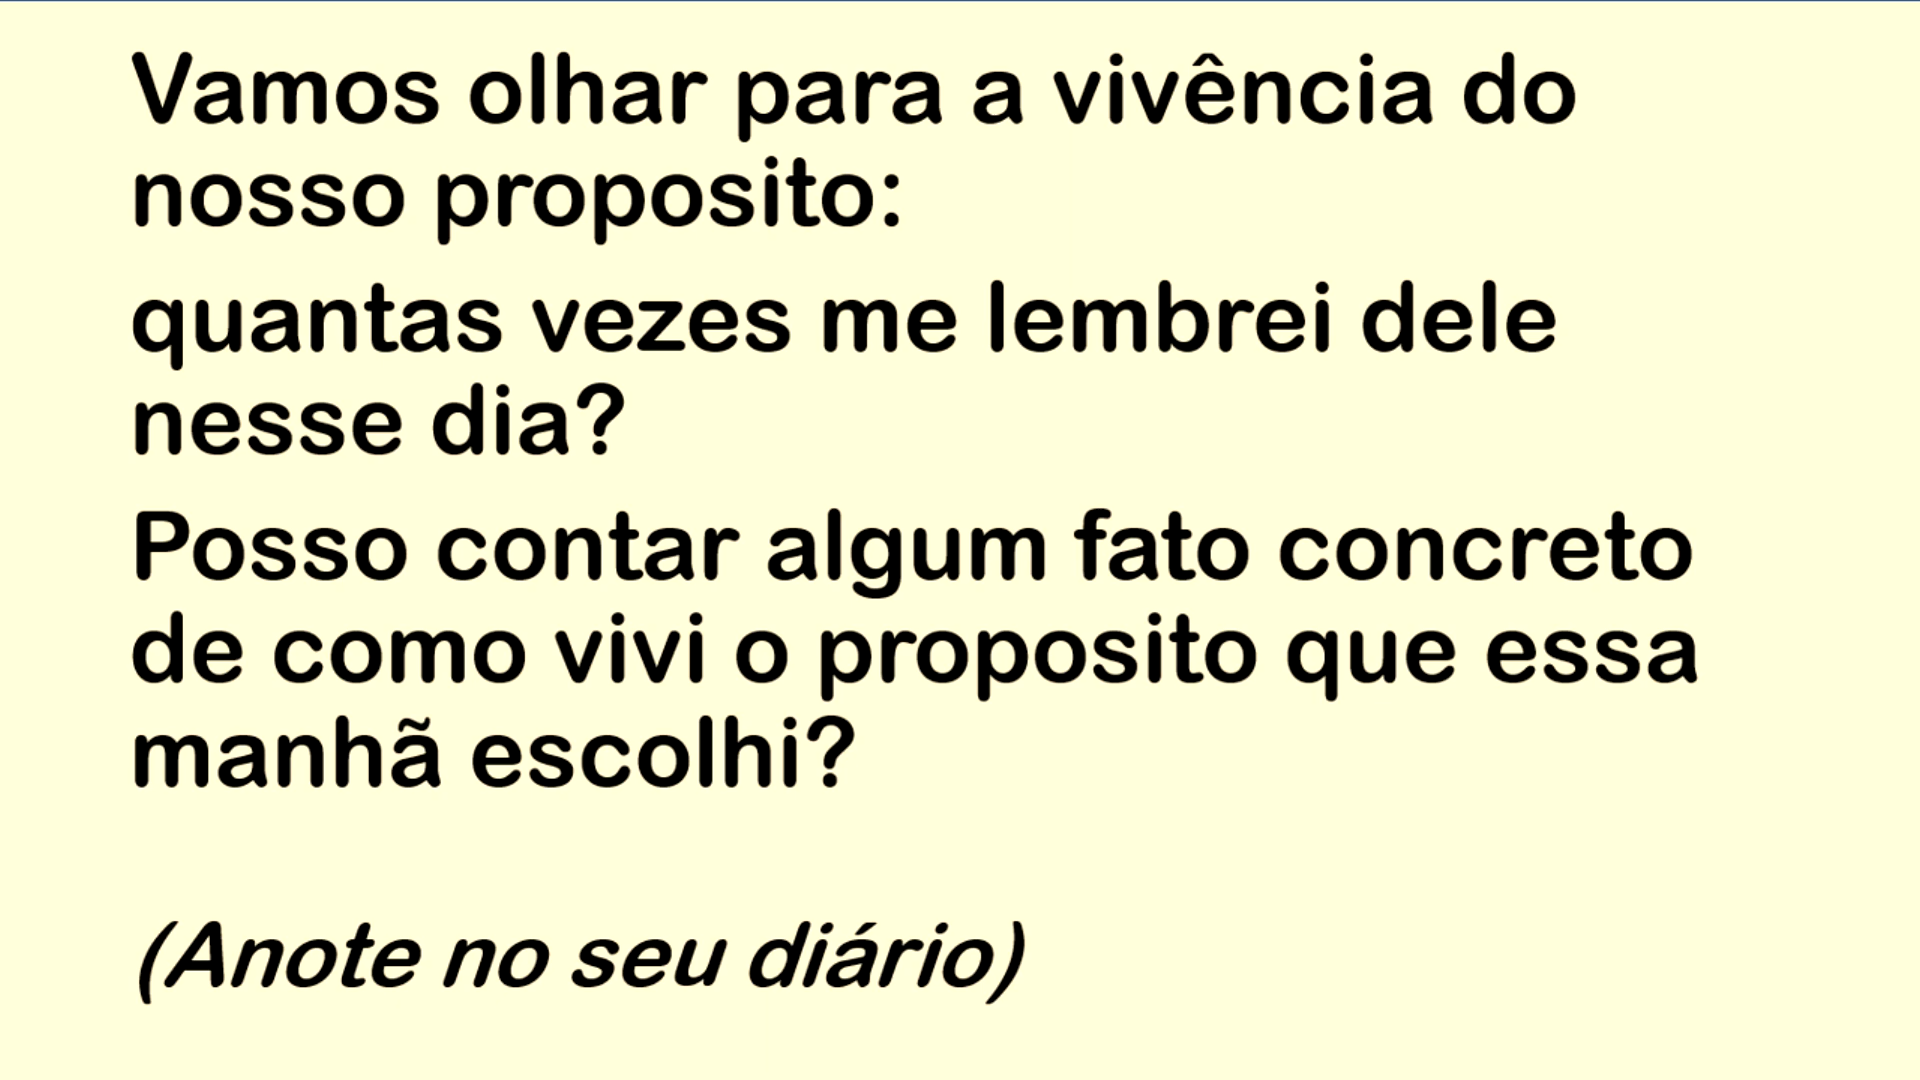 Vamos olhar para a vivência do
nosso proposito:
quantas vezes me lembrei dele
nesse dia?
Posso contar algum fato concreto
de como vivi o proposito que essa
manhã escolhi?
(Anote no seu diário)